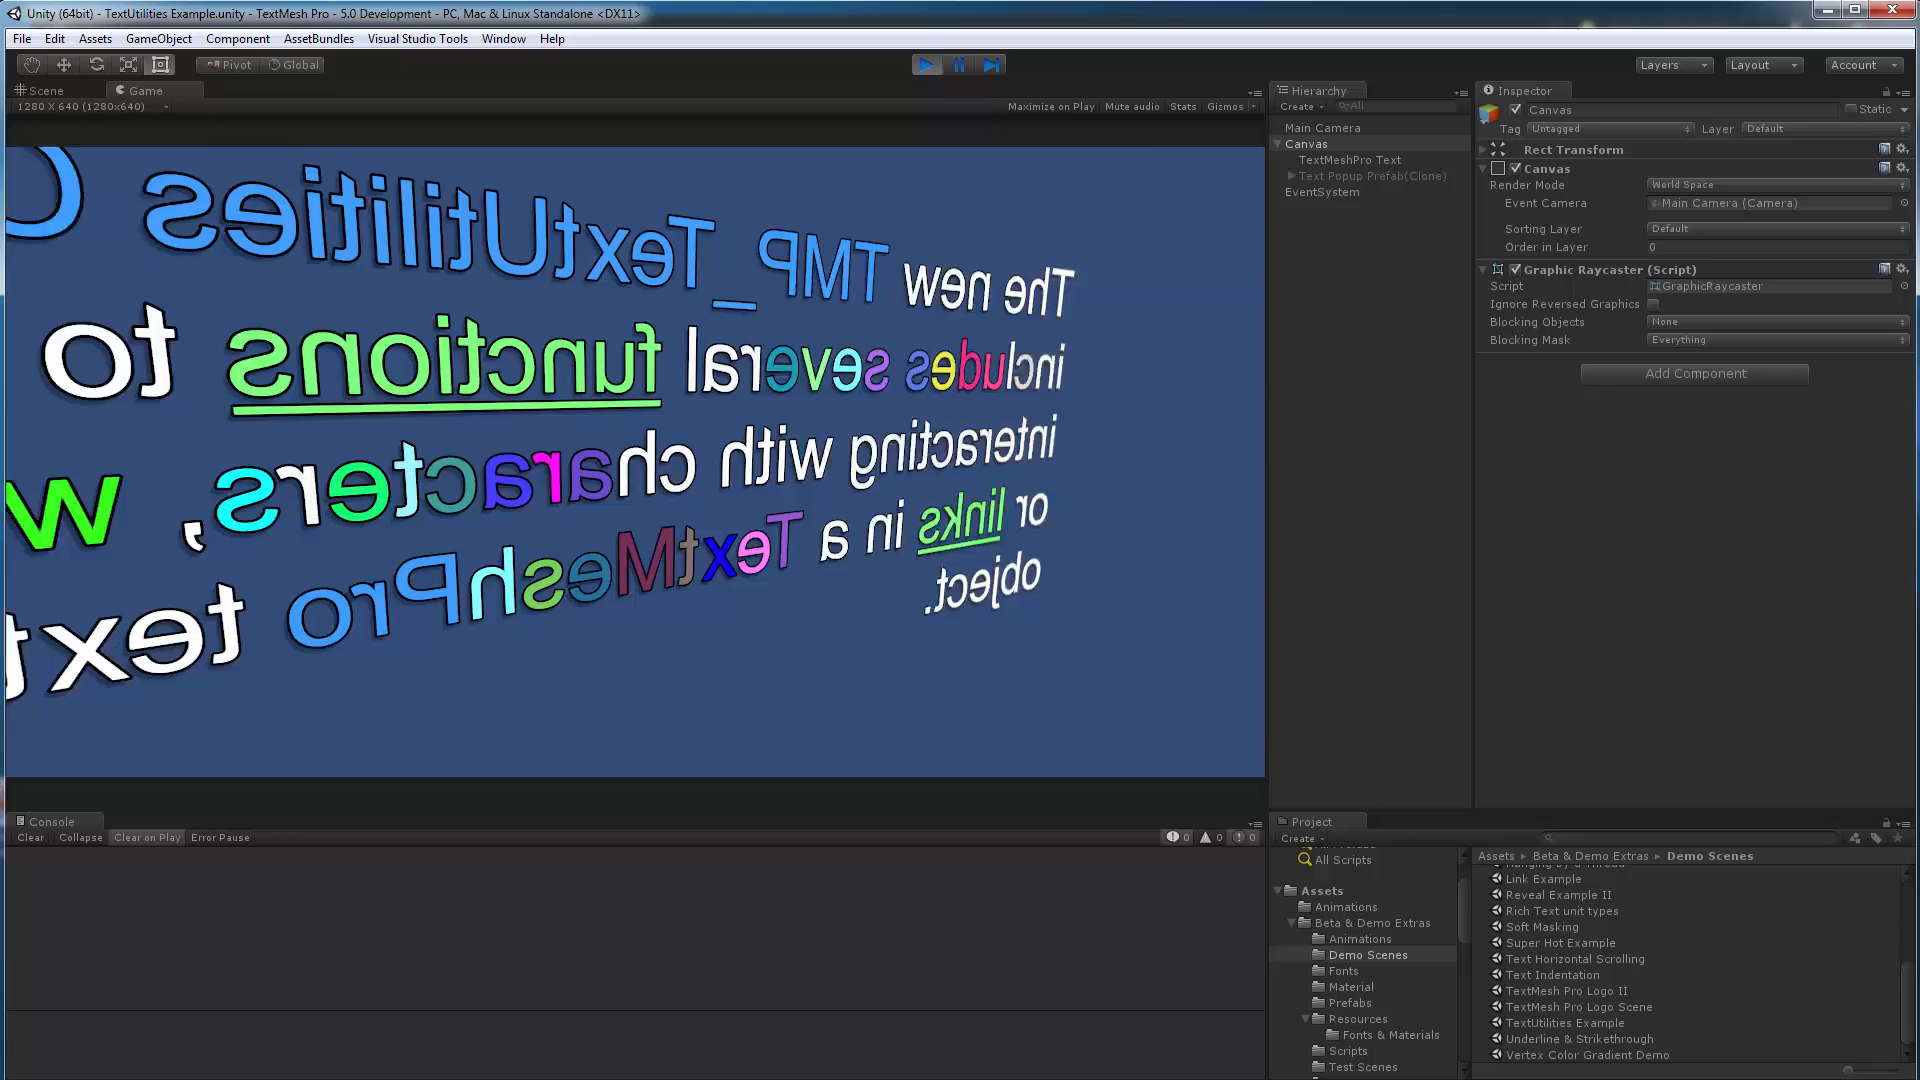 Unity (64bit) - TextUtilities Example.unity - TextMesh Pro - 5.0 Development - PC, Mac & Linux Standalone <DX11>
File Edit Assets GameObject Component AssetBundles Visual Studio Tools Window Help
Pivot Global
Layers Layout Account
Scene Game
1280 X 640 (1280x640) Maximize on Play Mute audio Stats Gizmos
The new TMP_TextUtilities C
includes several functions to
interacting with characters, w
or links in a TextMeshPro text
object.
Console
Clear Collapse Clear on Play Error Pause 0 0 0
Hierarchy
Create All
Main Camera
Canvas
TextMeshPro Text
Text Popup Prefab(Clone)
EventSystem
Inspector
Canvas Static
Tag Untagged Layer Default
Rect Transform
Canvas
Render Mode World Space
Event Camera Main Camera (Camera)
Sorting Layer Default
Order in Layer 0
Graphic Raycaster (Script)
Script GraphicRaycaster
Ignore Reversed Graphics
Blocking Objects None
Blocking Mask Everything
Add Component
Project
Create
All Scripts
Assets
Animations
Beta & Demo Extras
Animations
Demo Scenes
Fonts
Material
Prefabs
Resources
Fonts & Materials
Scripts
Test Scenes
Assets Beta & Demo Extras Demo Scenes
Link Example
Reveal Example II
Rich Text unit types
Soft Masking
Super Hot Example
Text Horizontal Scrolling
Text Indentation
TextMesh Pro Logo II
TextMesh Pro Logo Scene
TextUtilities Example
Underline & Strikethrough
Vertex Color Gradient Demo